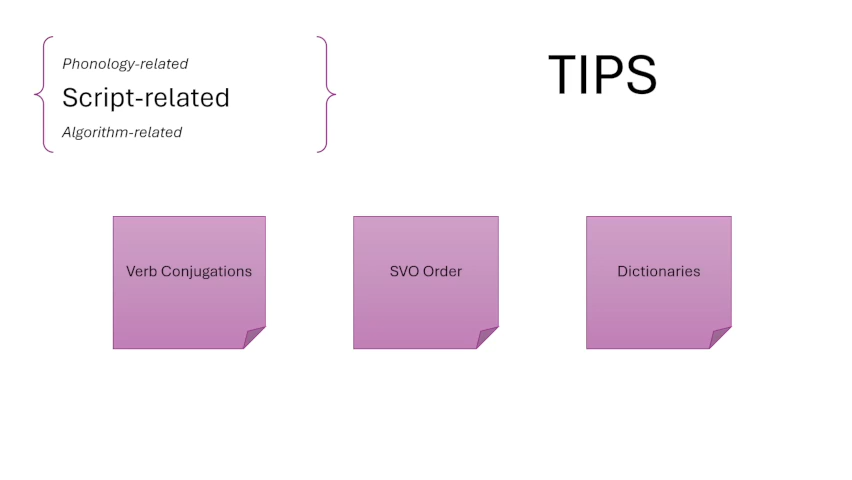 Phonology-related
Script-related
Algorithm-related
TIPS
Verb Conjugations
SVO Order
Dictionaries